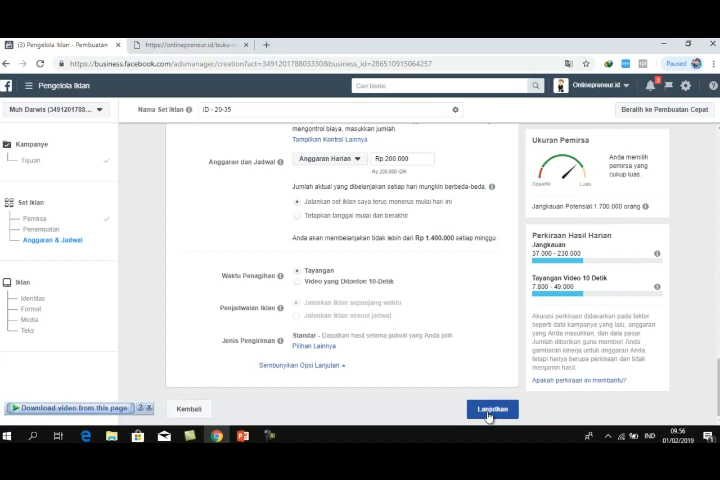 (3) Pengelola Iklan - Pembuatan
https://onlinepreneur.id/buku-
https://business.facebook.com/adsmanager/creation?act=349120178803330&business_id=286510915064257
Paused
Pengelola Iklan
Cari bisnis
Onlinepreneur.id
Muh Darwis (3491201788...
Nama Set Iklan
ID - 20-35
Beralih ke Pembuatan Cepat
Kampanye
Tujuan
Set Iklan
Pemirsa
Penempatan
Anggaran & Jadwal
Iklan
Identitas
Format
Media
Teks
mengontrol biaya, masukkan jumlah.
Tampilkan Kontrol Lainnya
Anggaran dan Jadwal
Anggaran Harian
Rp 200.000
Rp 200.000 IDR
Jumlah aktual yang dibelanjakan setiap hari mungkin berbeda-beda.
Jalankan set iklan saya terus menerus mulai hari ini
Tetapkan tanggal mulai dan berakhir
Anda akan membelanjakan tidak lebih dari Rp 1.400.000 setiap minggu.
Waktu Penagihan
Tayangan
Video yang Ditonton 10-Detik
Penjadwalan Iklan
Jalankan iklan sepanjang waktu
Jalankan iklan sesuai jadwal
Jenis Pengiriman
Standar - Dapatkan hasil selama jadwal yang Anda pilih
Pilihan Lainnya
Sembunyikan Opsi Lanjutan
Kembali
Lanjutkan
Ukuran Pemirsa
Spesifik
Luas
Anda memilih
pemirsa yang
cukup luas.
Jangkauan Potensial:1.700.000 orang
Perkiraan Hasil Harian
Jangkauan
37.000 - 230.000
Tayangan Video 10 Detik
7.800 - 49.000
Akurasi perkiraan didasarkan pada faktor
seperti data kampanye yang lalu, anggaran
yang Anda masukkan, dan data pasar.
Jumlah diberikan guna memberi Anda
gambaran kinerja untuk anggaran Anda,
tetapi hanya berupa perkiraan dan tidak
menjamin hasil.
Apakah perkiraan ini membantu?
Download video from this page
?
X
IND
09.56
01/02/2019